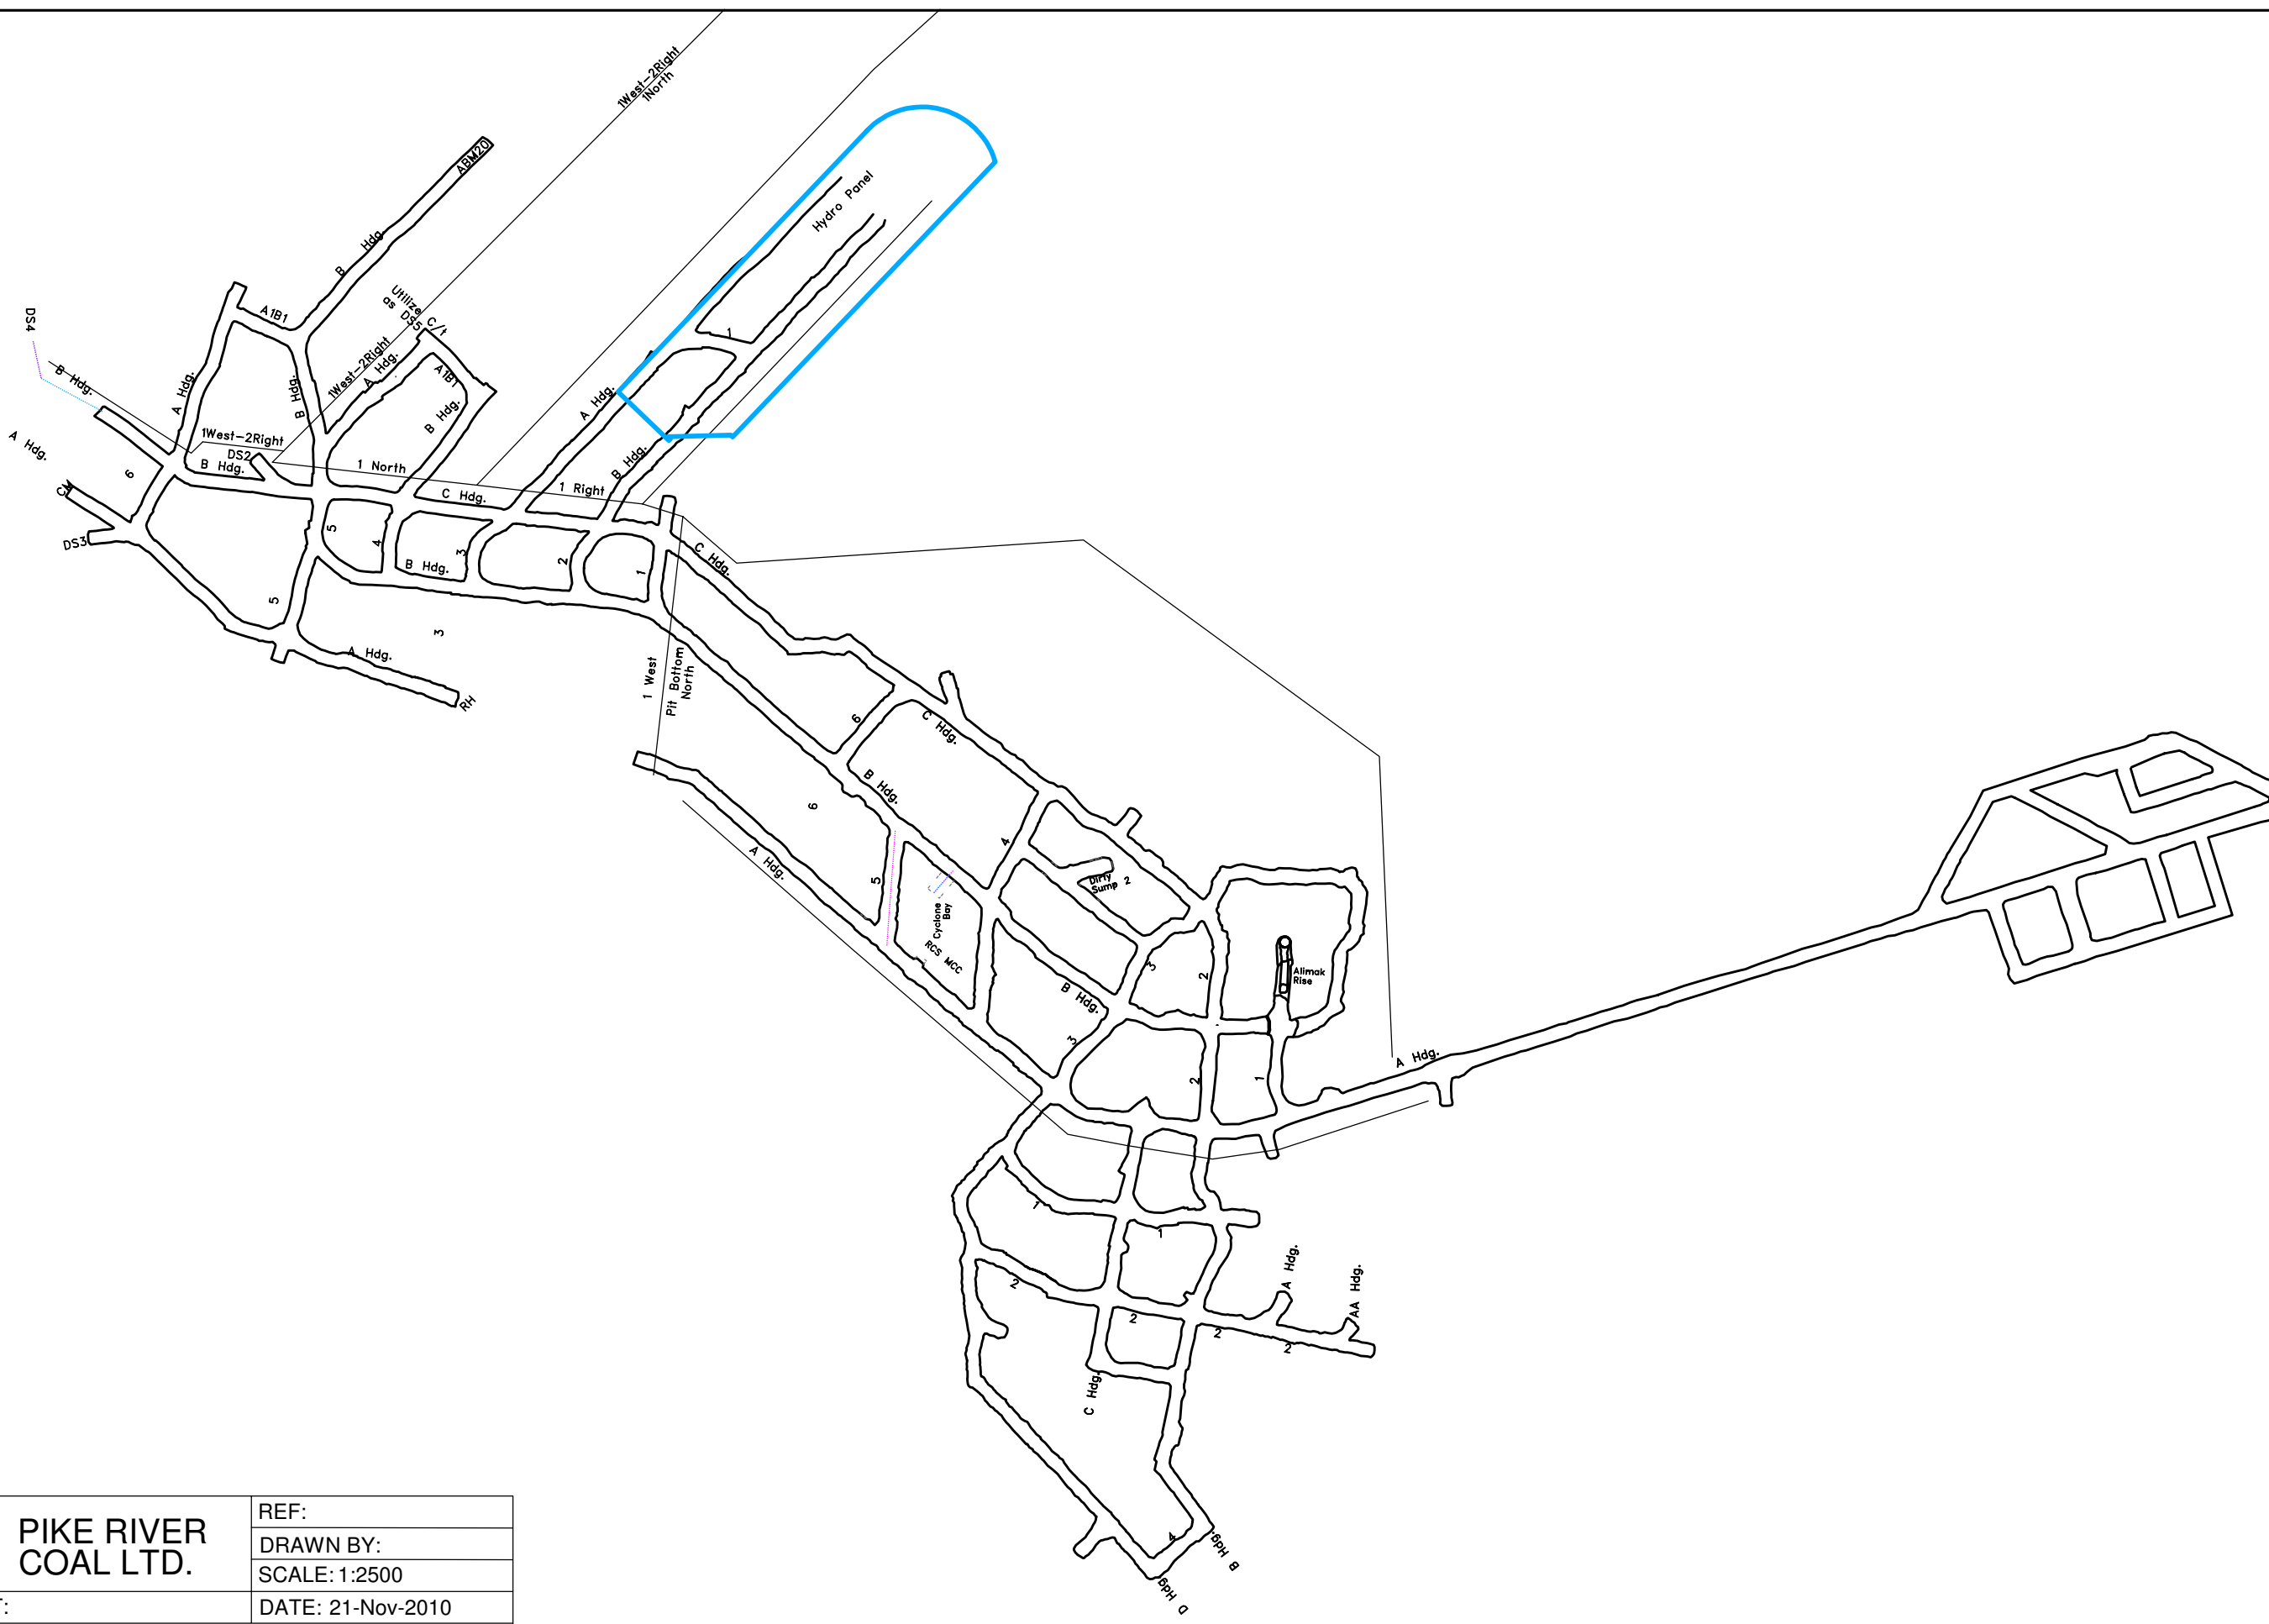 1West-2Right
1North
ABM20
Hydro Panel
B Hdg.
Utilize C/t
as DS5
A1B1
DS4
1
1West-2Right
A Hdg.
A1B1
B Hdg.
A Hdg.
B Hdg.
A Hdg.
B Hdg.
A Hdg.
1West-2Right
DS2
B Hdg.
1 North
C Hdg.
1 Right
B Hdg.
6
CM
DS3
5
4
3
B Hdg.
2
1
C Hdg.
5
3
A Hdg.
RH
1 West
Pit Bottom
North
6
C Hdg.
B Hdg.
6
A Hdg.
5
4
Dirty
Sump 2
Cyclone
Bay
RCS MCC
3
2
Alimak
Rise
B Hdg.
3
2
1
A Hdg.
1
1
2
2
2
2
A Hdg.
AA Hdg.
C Hdg.
4
B Hdg.
D Hdg
PIKE RIVER
COAL LTD.
REF:
DRAWN BY:
SCALE: 1:2500
DATE: 21-Nov-2010